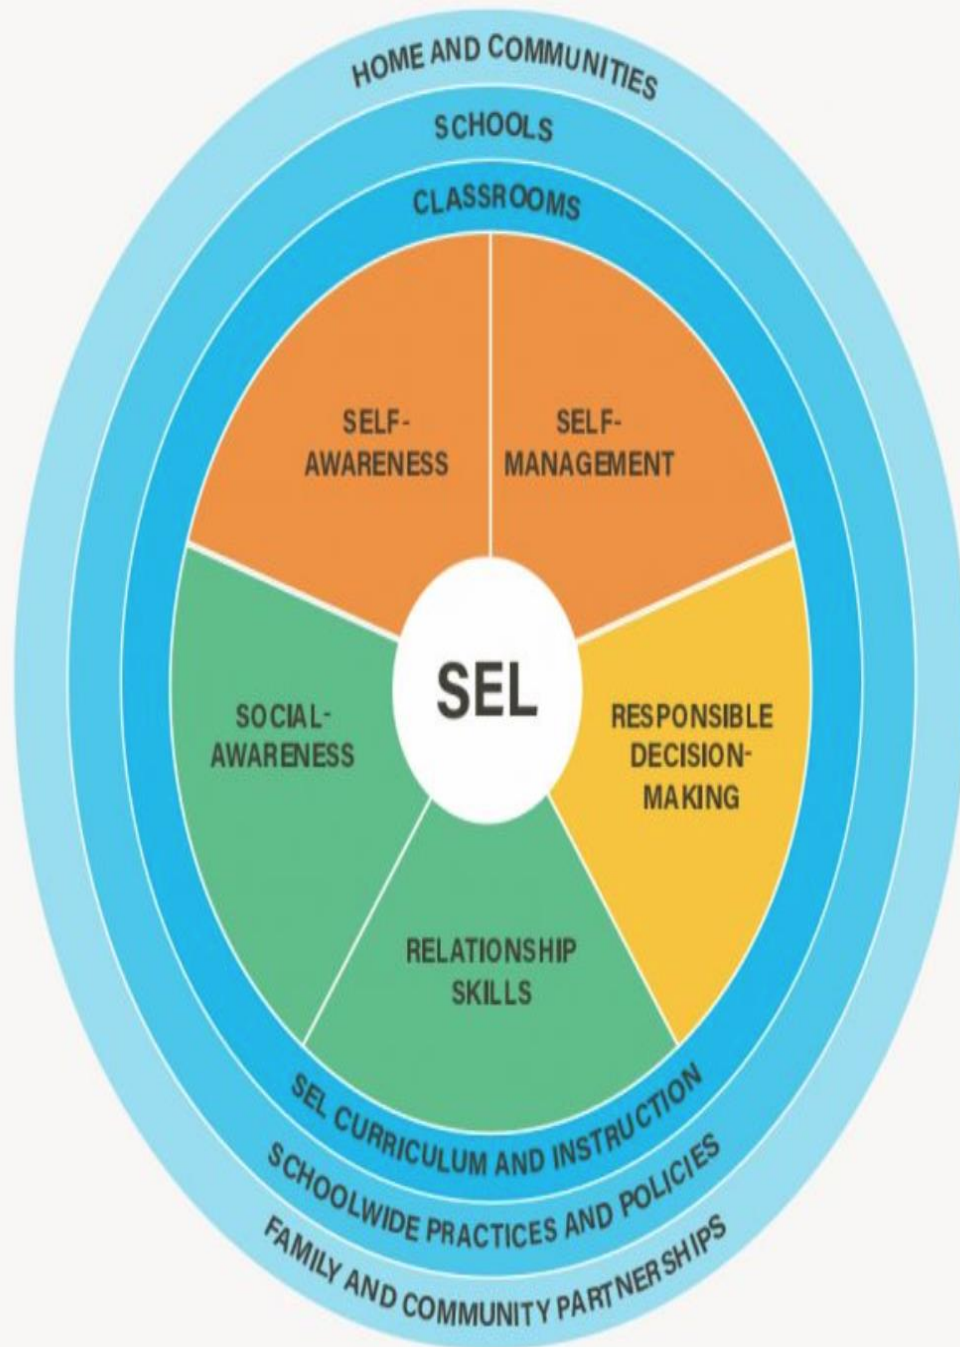 HOME AND COMMUNITIES
SCHOOLS
CLASSROOMS
SELF-
AWARENESS
SELF-
MANAGEMENT
SEL
SOCIAL-
AWARENESS
RESPONSIBLE
DECISION-
MAKING
RELATIONSHIP
SKILLS
SEL CURRICULUM AND INSTRUCTION
SCHOOLWIDE PRACTICES AND POLICIES
FAMILY AND COMMUNITY PARTNERSHIPS